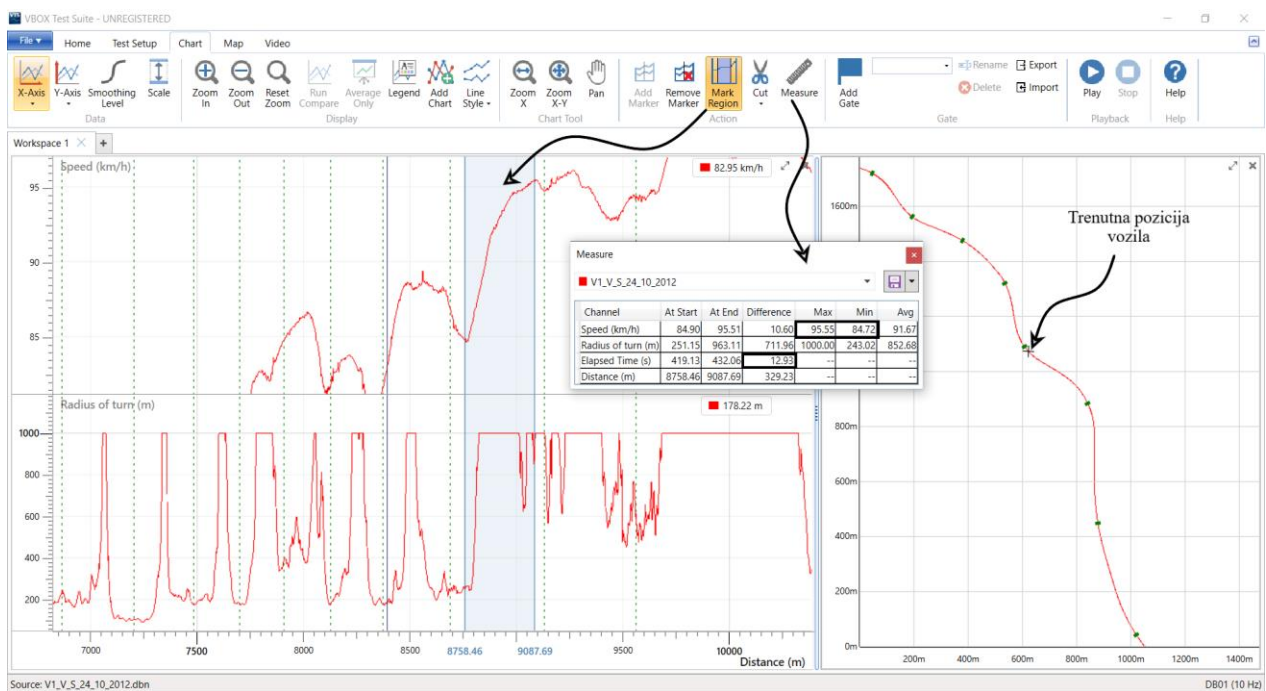 VBOX Test Suite - UNREGISTERED
File Home Test Setup Chart Map Video
X-Axis Y-Axis Smoothing Level Scale Zoom In Zoom Out Reset Zoom Run Compare Average Only Legend Add Chart Line Style Zoom X Zoom X-Y Pan Add Marker Remove Marker Mark Region Cut Measure Add Gate Rename Export Delete Import Play Stop Help
Data Display Chart Tool Action Gate Playback Help
Workspace 1
Speed (km/h)
82.95 km/h
95
90
85
Measure
V1_V_S_24_10_2012
Channel At Start At End Difference Max Min Avg
Speed (km/h) 84.90 95.51 10.60 95.55 84.72 91.67
Radius of turn (m) 251.15 963.11 711.96 1000.00 243.02 852.68
Elapsed Time (s) 419.13 432.06 12.93 -- -- --
Distance (m) 8758.46 9087.69 329.23 -- -- --
Radius of turn (m)
178.22 m
1000
800
600
400
200
7000 7500 8000 8500 8758.46 9087.69 9500 10000
Distance (m)
1600m
Trenutna pozicija
vozila
800m
600m
400m
200m
0m
200m 400m 600m 800m 1000m 1200m 1400m
Source: V1_V_S_24_10_2012.dbn DB01 (10 Hz)